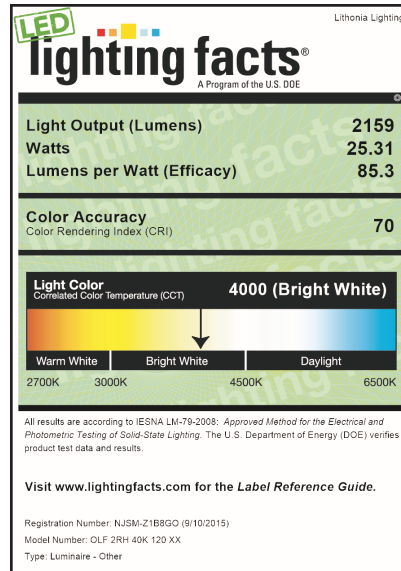 Lithonia Lighting
LED
lighting facts®
A Program of the U.S. DOE
Light Output (Lumens) 2159
Watts 25.31
Lumens per Watt (Efficacy) 85.3
Color Accuracy
Color Rendering Index (CRI) 70
Light Color
Correlated Color Temperature (CCT) 4000 (Bright White)
Warm White Bright White Daylight
2700K 3000K 4500K 6500K
All results are according to IESNA LM-79-2008: Approved Method for the Electrical and
Photometric Testing of Solid-State Lighting. The U.S. Department of Energy (DOE) verifies
product test data and results.
Visit www.lightingfacts.com for the Label Reference Guide.
Registration Number: NJSM-Z1B8GO (9/10/2015)
Model Number: OLF 2RH 40K 120 XX
Type: Luminaire - Other